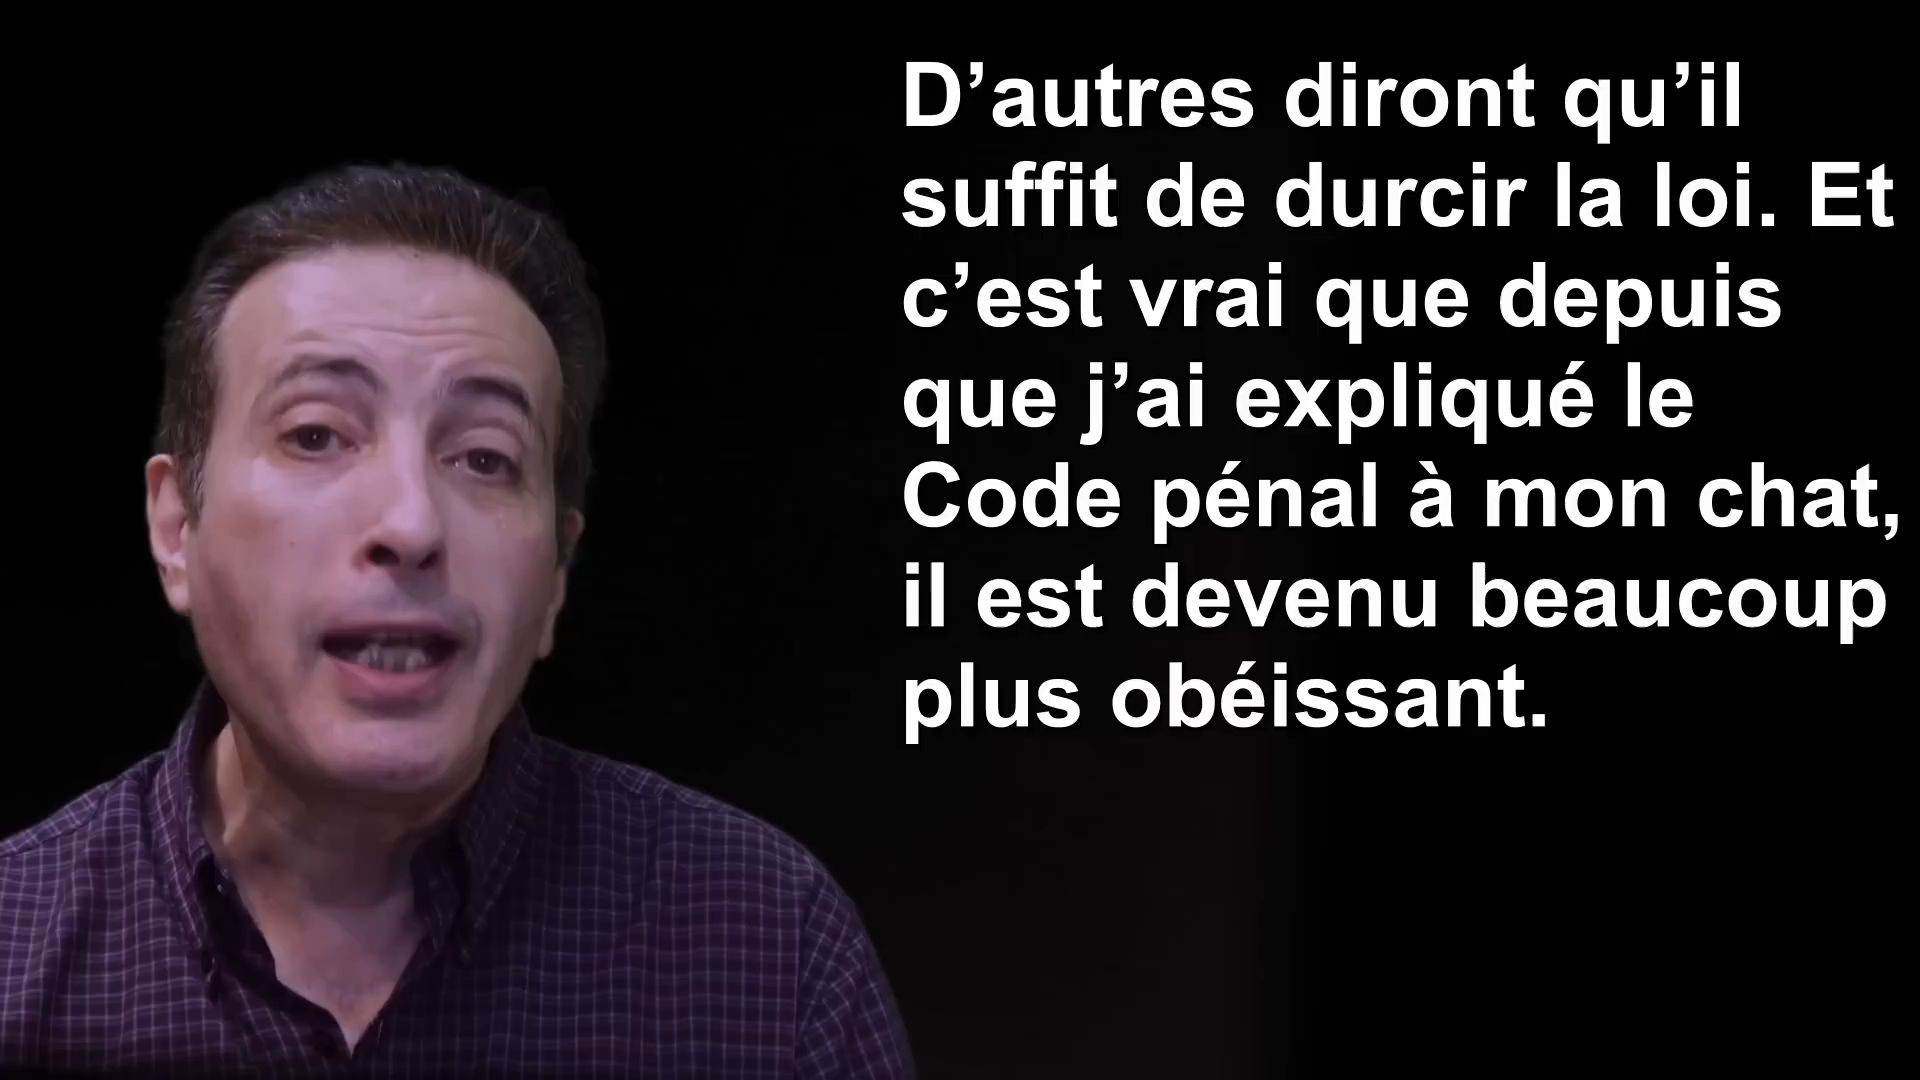 D’autres diront qu’il
suffit de durcir la loi. Et
c’est vrai que depuis
que j’ai expliqué le
Code pénal à mon chat,
il est devenu beaucoup
plus obéissant.